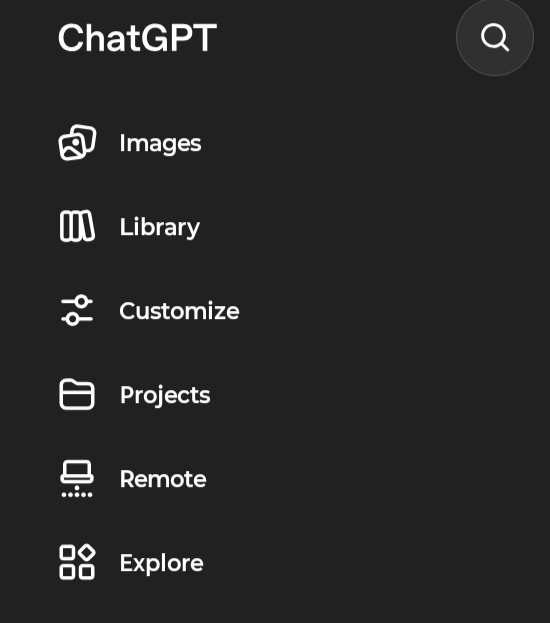 ChatGPT
Images
Library
Customize
Projects
Remote
Explore